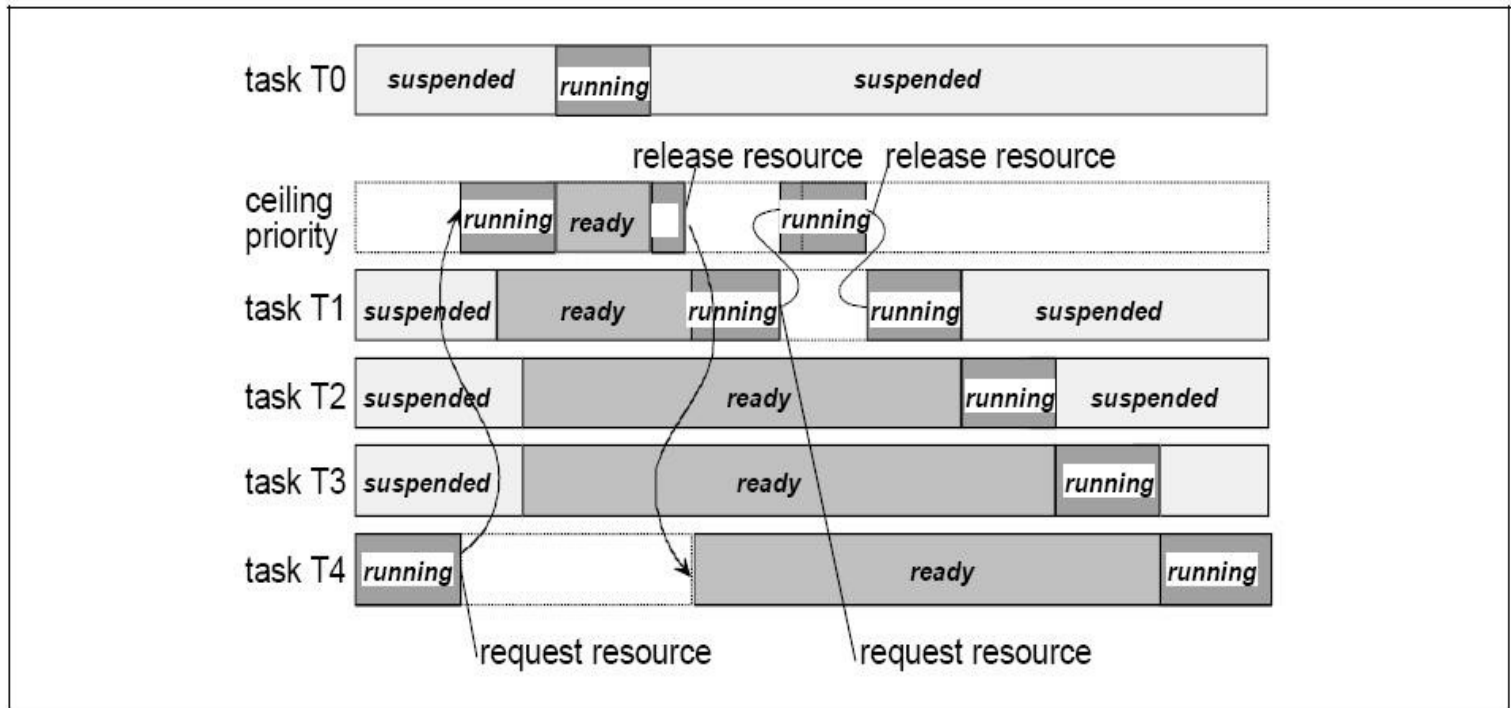 task T0 suspended running suspended
release resource release resource
ceiling priority running ready running
task T1 suspended ready running running suspended
task T2 suspended ready running suspended
task T3 suspended ready running
task T4 running ready running
request resource request resource